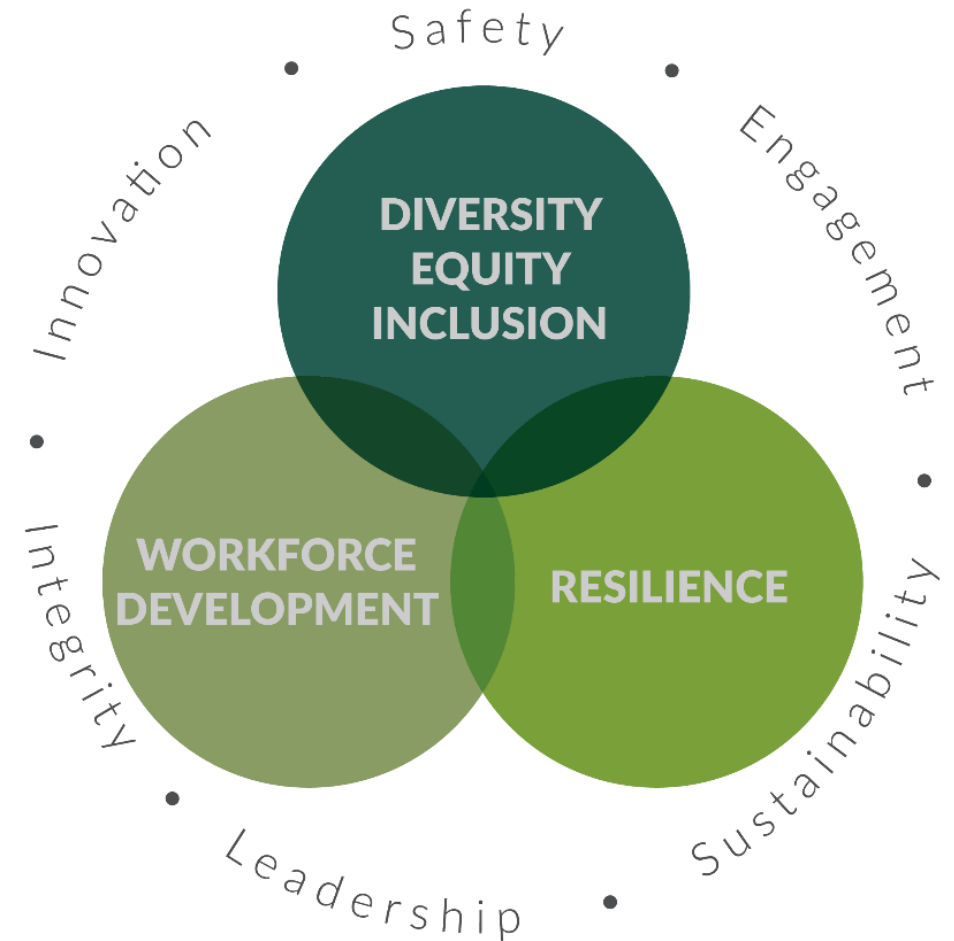 Safety
Engagement
Sustainability
Leadership
Integrity
Innovation
DIVERSITY
EQUITY
INCLUSION
WORKFORCE
DEVELOPMENT
RESILIENCE